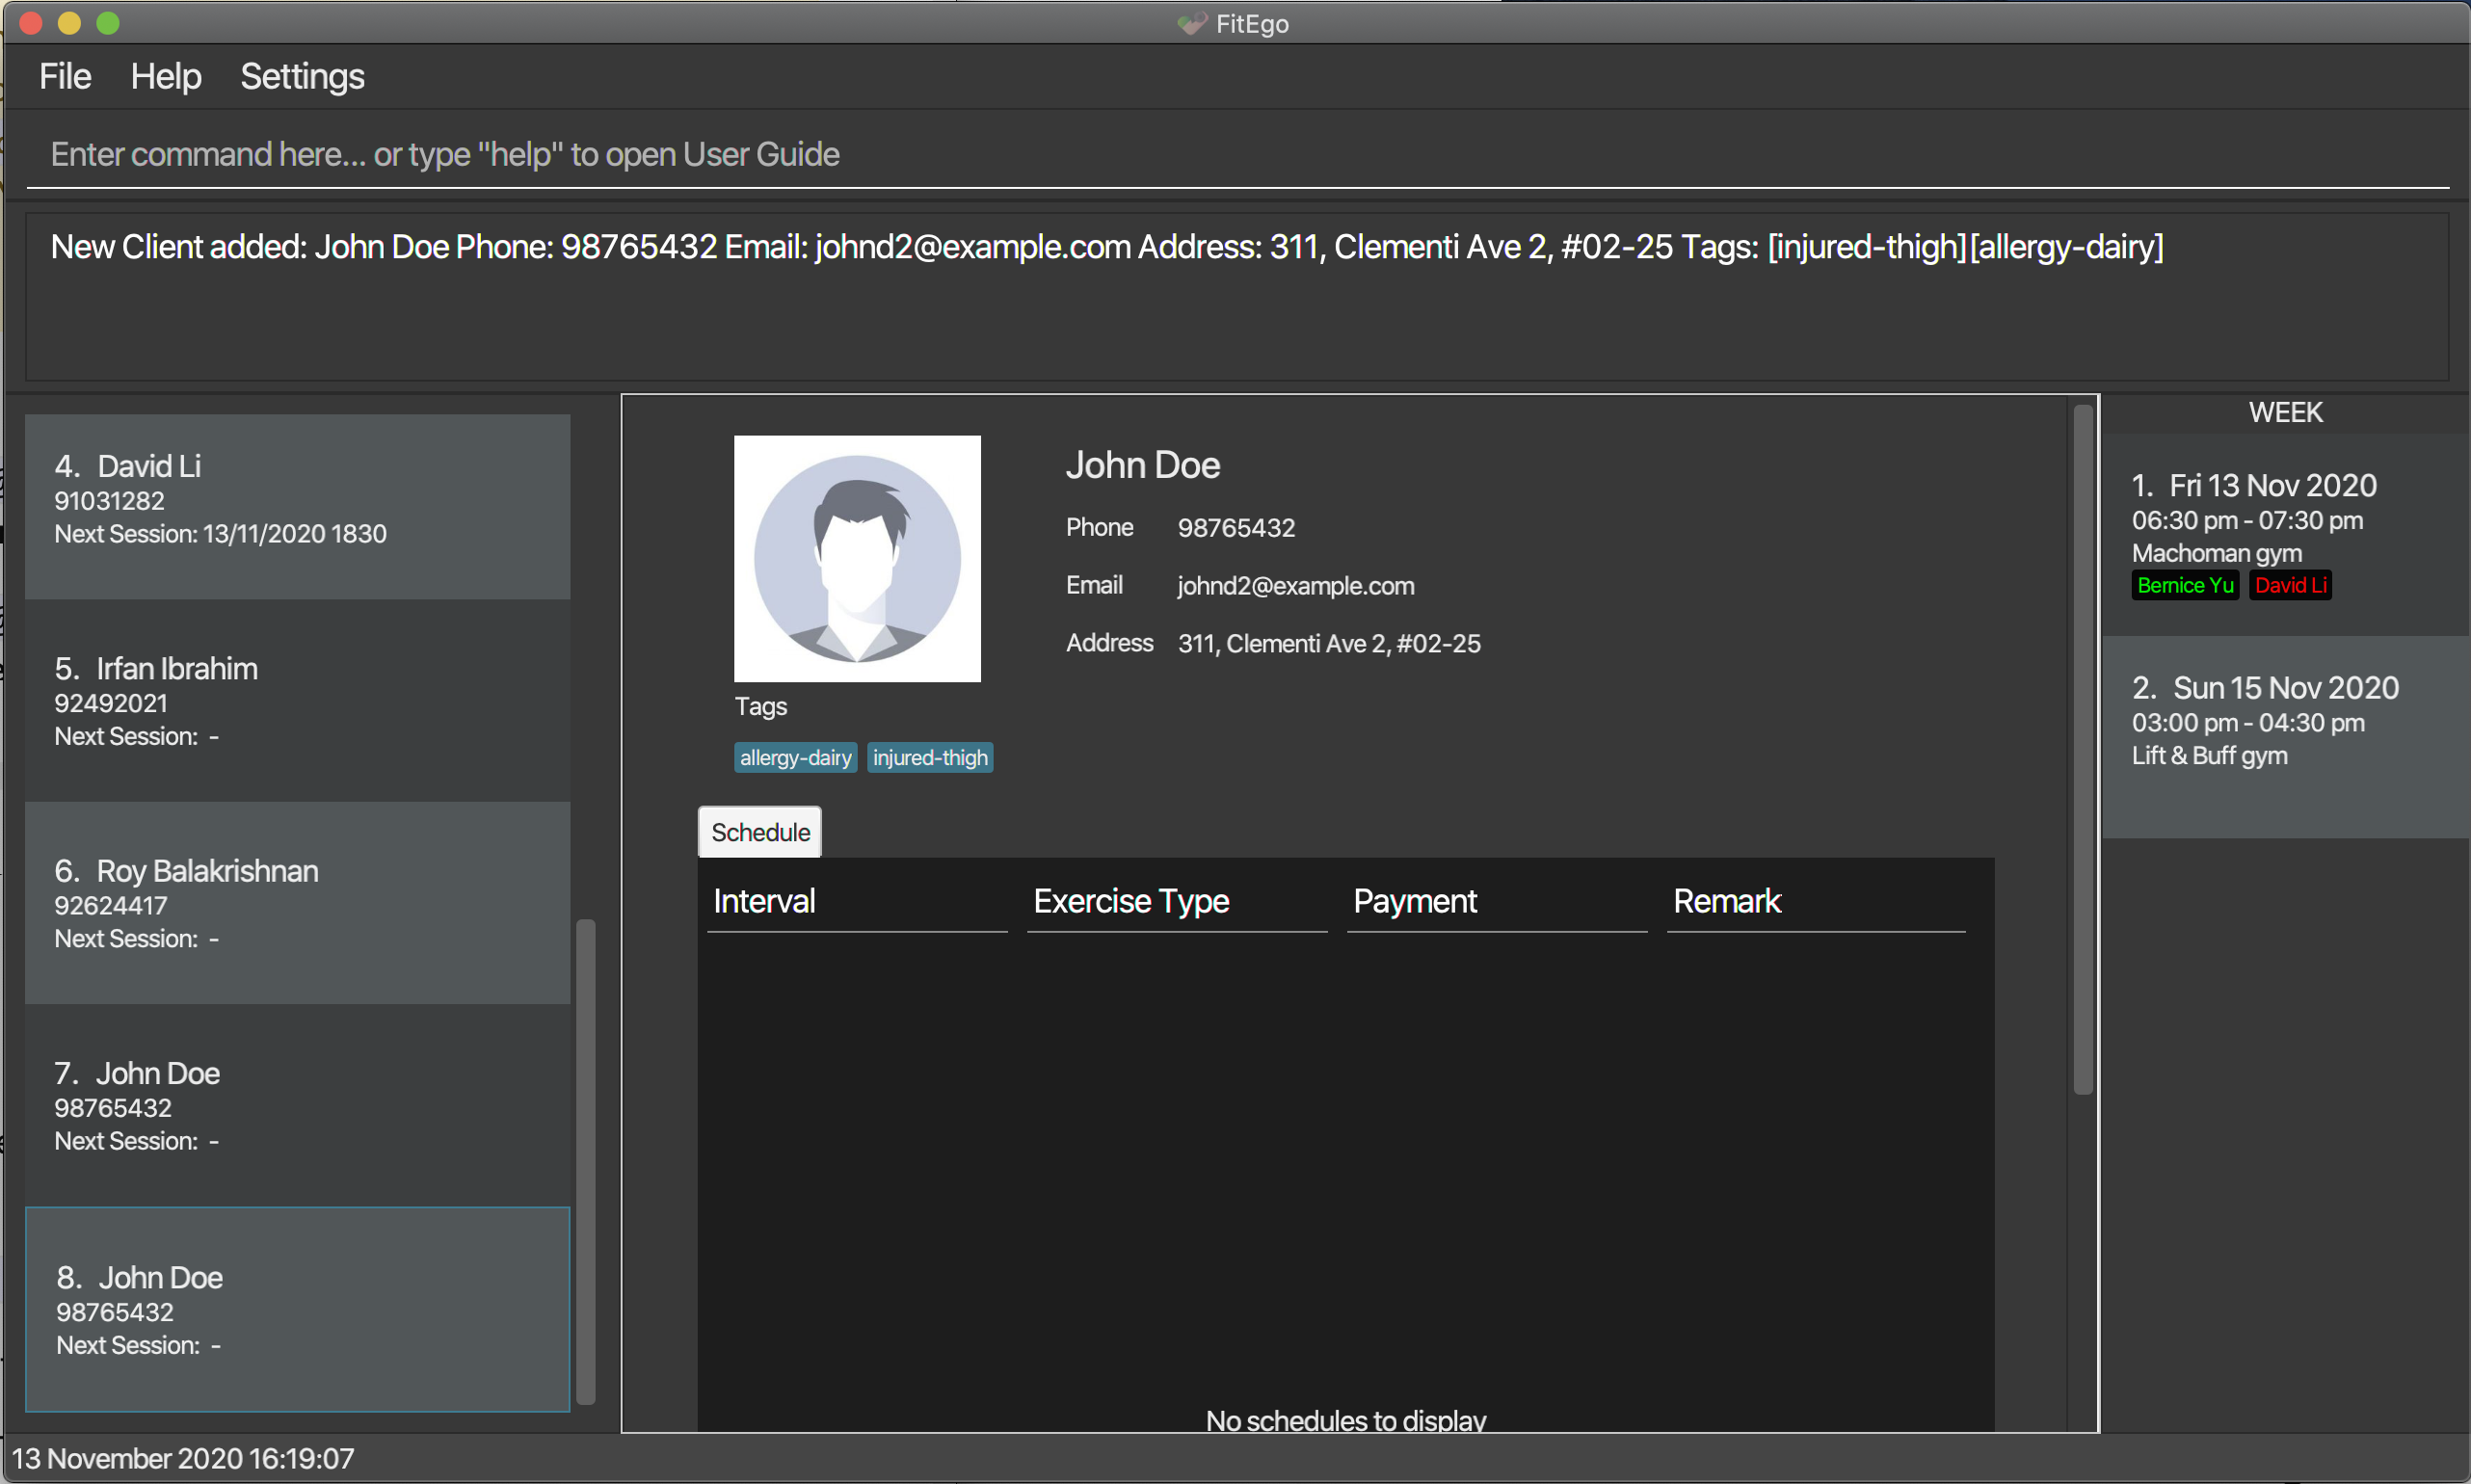 FitEgo
File Help Settings
Enter command here... or type "help" to open User Guide
New Client added: John Doe Phone: 98765432 Email: johnd2@example.com Address: 311, Clementi Ave 2, #02-25 Tags: [injured-thigh][allergy-dairy]
4. David Li
91031282
Next Session: 13/11/2020 1830
5. Irfan Ibrahim
92492021
Next Session: -
6. Roy Balakrishnan
92624417
Next Session: -
7. John Doe
98765432
Next Session: -
8. John Doe
98765432
Next Session: -
John Doe
Phone 98765432
Email johnd2@example.com
Address 311, Clementi Ave 2, #02-25
Tags
allergy-dairy injured-thigh
Schedule
Interval Exercise Type Payment Remark
No schedules to display
WEEK
1. Fri 13 Nov 2020
06:30 pm - 07:30 pm
Machoman gym
Bernice Yu David Li
2. Sun 15 Nov 2020
03:00 pm - 04:30 pm
Lift & Buff gym
13 November 2020 16:19:07